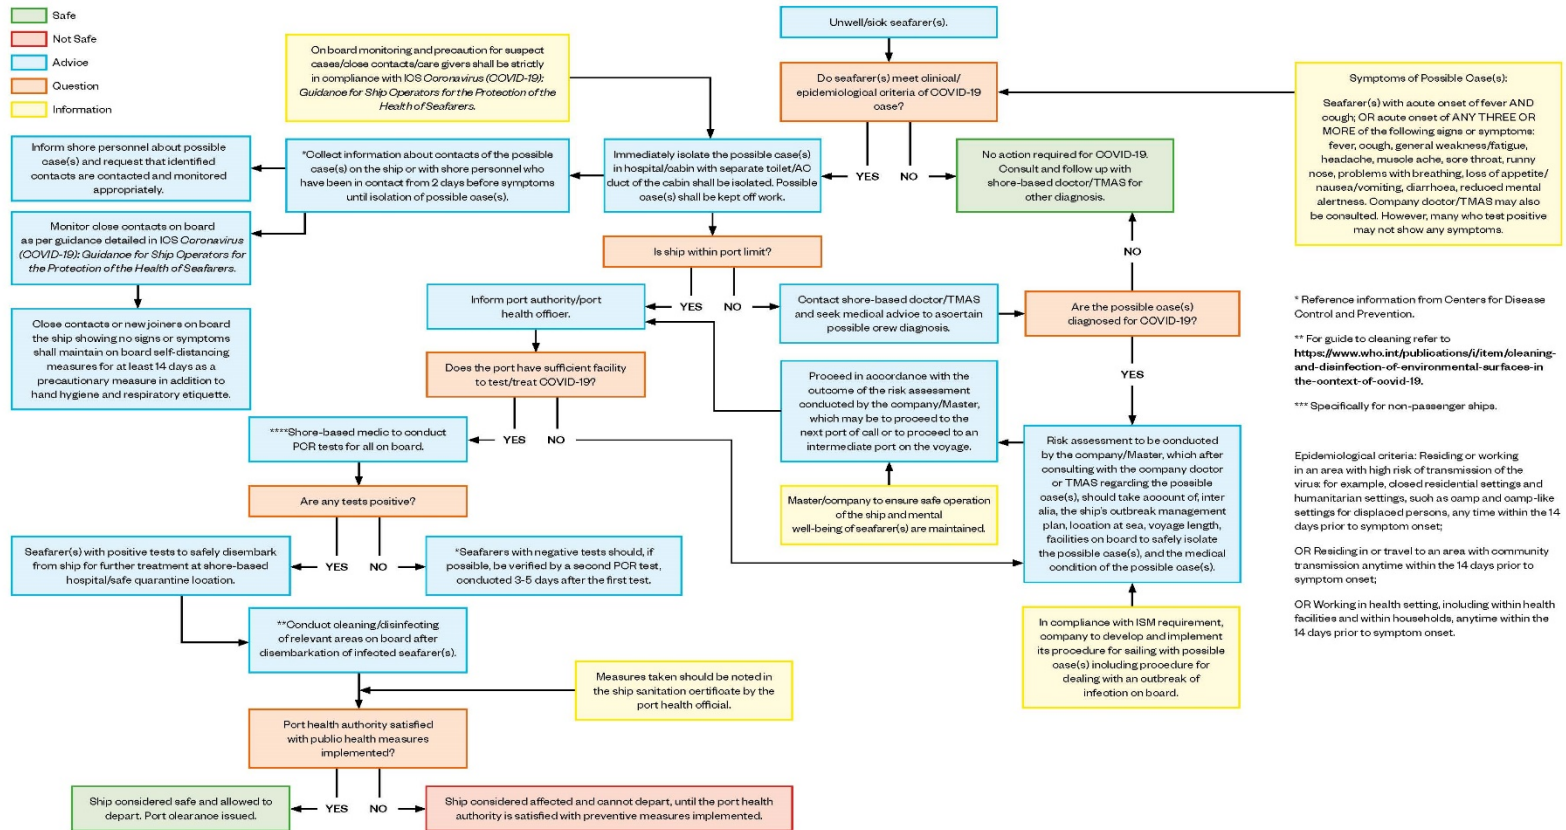 Safe
Not Safe
Advice
Question
Information
Unwell/sick seafarer(s).
On board monitoring and precaution for suspect
cases/close contacts/care givers shall be strictly
in compliance with ICS Coronavirus (COVID-19):
Guidance for Ship Operators for the Protection of the
Health of Seafarers.
Do seafarer(s) meet clinical/
epidemiological criteria of COVID-19
case?
Symptoms of Possible Case(s):
Seafarer(s) with acute onset of fever AND
cough; OR acute onset of ANY THREE OR
MORE of the following signs or symptoms:
fever, cough, general weakness/fatigue,
headache, muscle ache, sore throat, runny
nose, problems with breathing, loss of appetite/
nausea/vomiting, diarrhoea, reduced mental
alertness. Company doctor/TMAS may also
be consulted. However, many who test positive
may not show any symptoms.
Inform shore personnel about possible
case(s) and request that identified
contacts are contacted and monitored
appropriately.
*Collect information about contacts of the possible
case(s) on the ship or with shore personnel who
who have been in contact from 2 days before symptoms
until isolation of possible case(s).
Immediately isolate the possible case(s)
in hospital/cabin with separate toilet/AC
duct of the cabin shall be isolated. Possible
case(s) shall be kept off work.
YES
NO
No action required for COVID-19.
Consult and follow up with
shore-based doctor/TMAS for
other diagnosis.
Monitor close contacts on board
as per guidance detailed in ICS Coronavirus
(COVID-19): Guidance for Ship Operators for
the Protection of the Health of Seafarers.
Is ship within port limit?
NO
Close contacts or new joiners on board
the ship showing no signs or symptoms
shall maintain on board self-distancing
measures for at least 14 days as a
precautionary measure in addition to
hand hygiene and respiratory etiquette.
Inform port authority/port
health officer.
YES
NO
Contact shore-based doctor/TMAS
and seek medical advice to ascertain
possible crew diagnosis.
Are the possible case(s)
diagnosed for COVID-19?
* Reference information from Centers for Disease
Control and Prevention.
** For guide to cleaning refer to
https://www.who.int/publications/i/item/cleaning-
and-disinfection-of-environmental-surfaces-in
the-context-of-covid-19.
*** Specifically for non-passenger ships.
Does the port have sufficient facility
to test/treat COVID-19?
Proceed in accordance with the
outcome of the risk assessment
conducted by the company/Master,
which may be to proceed to the
next port of call or to proceed to an
intermediate port on the voyage.
YES
****Shore-based medic to conduct
PCR tests for all on board.
YES
NO
Risk assessment to be conducted
by the company/Master, which after
consulting with the company doctor
or TMAS regarding the possible
case(s), should take account of, inter
alia, the ship's outbreak management
plan, location at sea, voyage length,
facilities on board to safely isolate
the possible case(s), and the medical
condition of the possible case(s).
Epidemiological criteria: Residing or working
in an area with high risk of transmission of the
virus: for example, closed residential settings and
humanitarian settings, such as camp and camp-like
settings for displaced persons, any time within the 14
days prior to symptom onset;
OR Residing in or travel to an area with community
transmission anytime within the 14 days prior to
symptom onset;
OR Working in health setting, including within health
facilities and within households, anytime within the
14 days prior to symptom onset.
Are any tests positive?
Master/company to ensure safe operation
of the ship and mental
well-being of seafarer(s) are maintained.
Seafarer(s) with positive tests to safely disembark
from ship for further treatment at shore-based
hospital/safe quarantine location.
YES
NO
*Seafarers with negative tests should, if
possible, be verified by a second PCR test,
conducted 3-5 days after the first test.
**Conduct cleaning/disinfecting
of relevant areas on board after
disembarkation of infected seafarer(s).
In compliance with ISM requirement,
company to develop and implement
its procedure for sailing with possible
case(s) including procedure for
dealing with an outbreak of
infection on board.
Measures taken should be noted in
the ship sanitation certificate by the
port health official.
Port health authority satisfied
with public health measures
implemented?
Ship considered safe and allowed to
depart. Port clearance issued.
YES
NO
Ship considered affected and cannot depart, until the port health
authority is satisfied with preventive measures implemented.